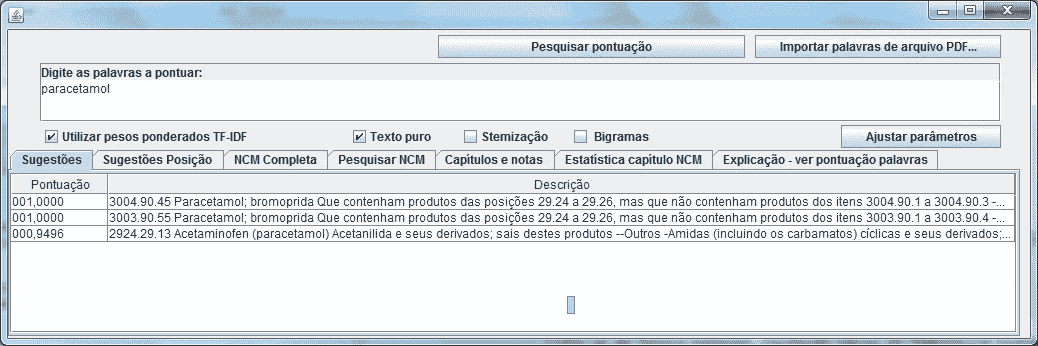 Pesquisar pontuação Importar palavras de arquivo PDF...
Digite as palavras a pontuar:
paracetamol
Utilizar pesos ponderados TF-IDF Texto puro Stemização Bigramas Ajustar parâmetros
Sugestões Sugestões Posição NCM Completa Pesquisar NCM Capítulos e notas Estatística capítulo NCM Explicação - ver pontuação palavras
Pontuação Descrição
001,0000 3004.90.45 Paracetamol; bromoprida Que contenham produtos das posições 29.24 a 29.26, mas que não contenham produtos dos itens 3004.90.1 a 3004.90.3 -...
001,0000 3003.90.55 Paracetamol; bromoprida Que contenham produtos das posições 29.24 a 29.26, mas que não contenham produtos dos itens 3003.90.1 a 3003.90.4 -...
000,9496 2924.29.13 Acetaminofen (paracetamol) Acetanilida e seus derivados; sais destes produtos --Outros -Amidas (incluindo os carbamatos) cíclicas e seus derivados;...